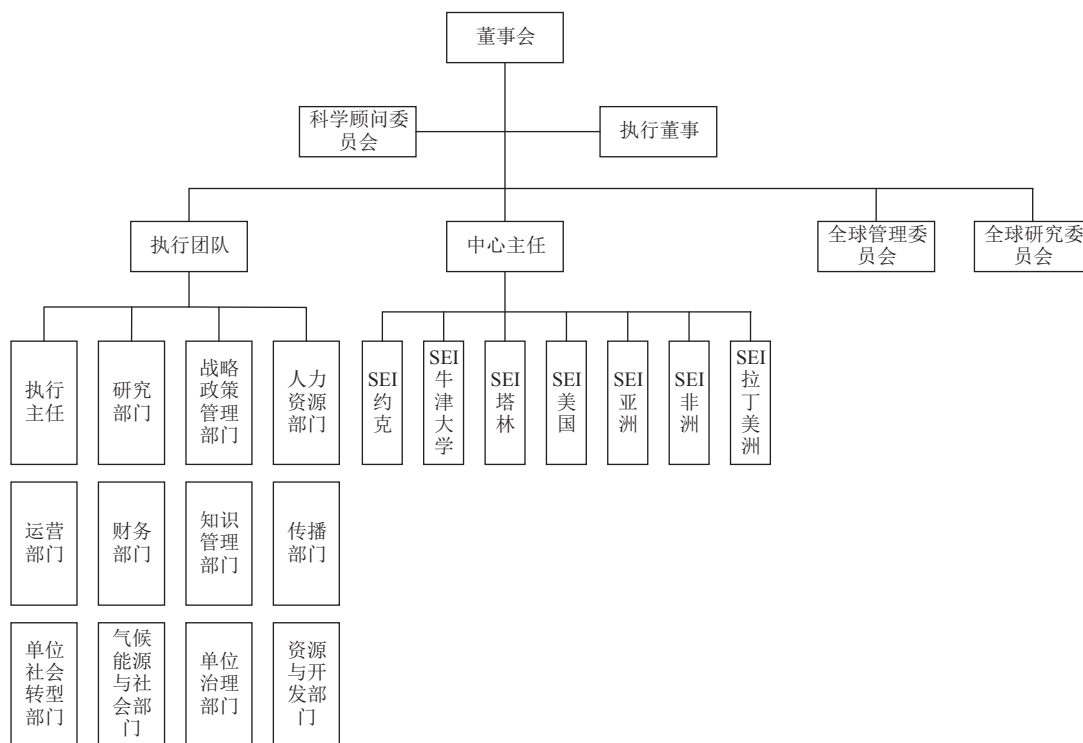 董事会
科学顾问委
员会
执行董事
执行团队
中心主任
全球管理委
员会
全球研究委
员会
执行
主任
研究
部门
战略
政策
管理
部门
人力
资源
部门
SEI
约
克
SEI
牛
津
大
学
SEI
塔
林
SEI
美
国
SEI
亚
洲
SEI
非
洲
SEI
拉
丁
美
洲
运营
部门
财务
部门
知识
管理
部门
传播
部门
单位
社会
转型
部门
气候
能源
与社
会部
门
单位
治理
部门
资源
与开
发部
门